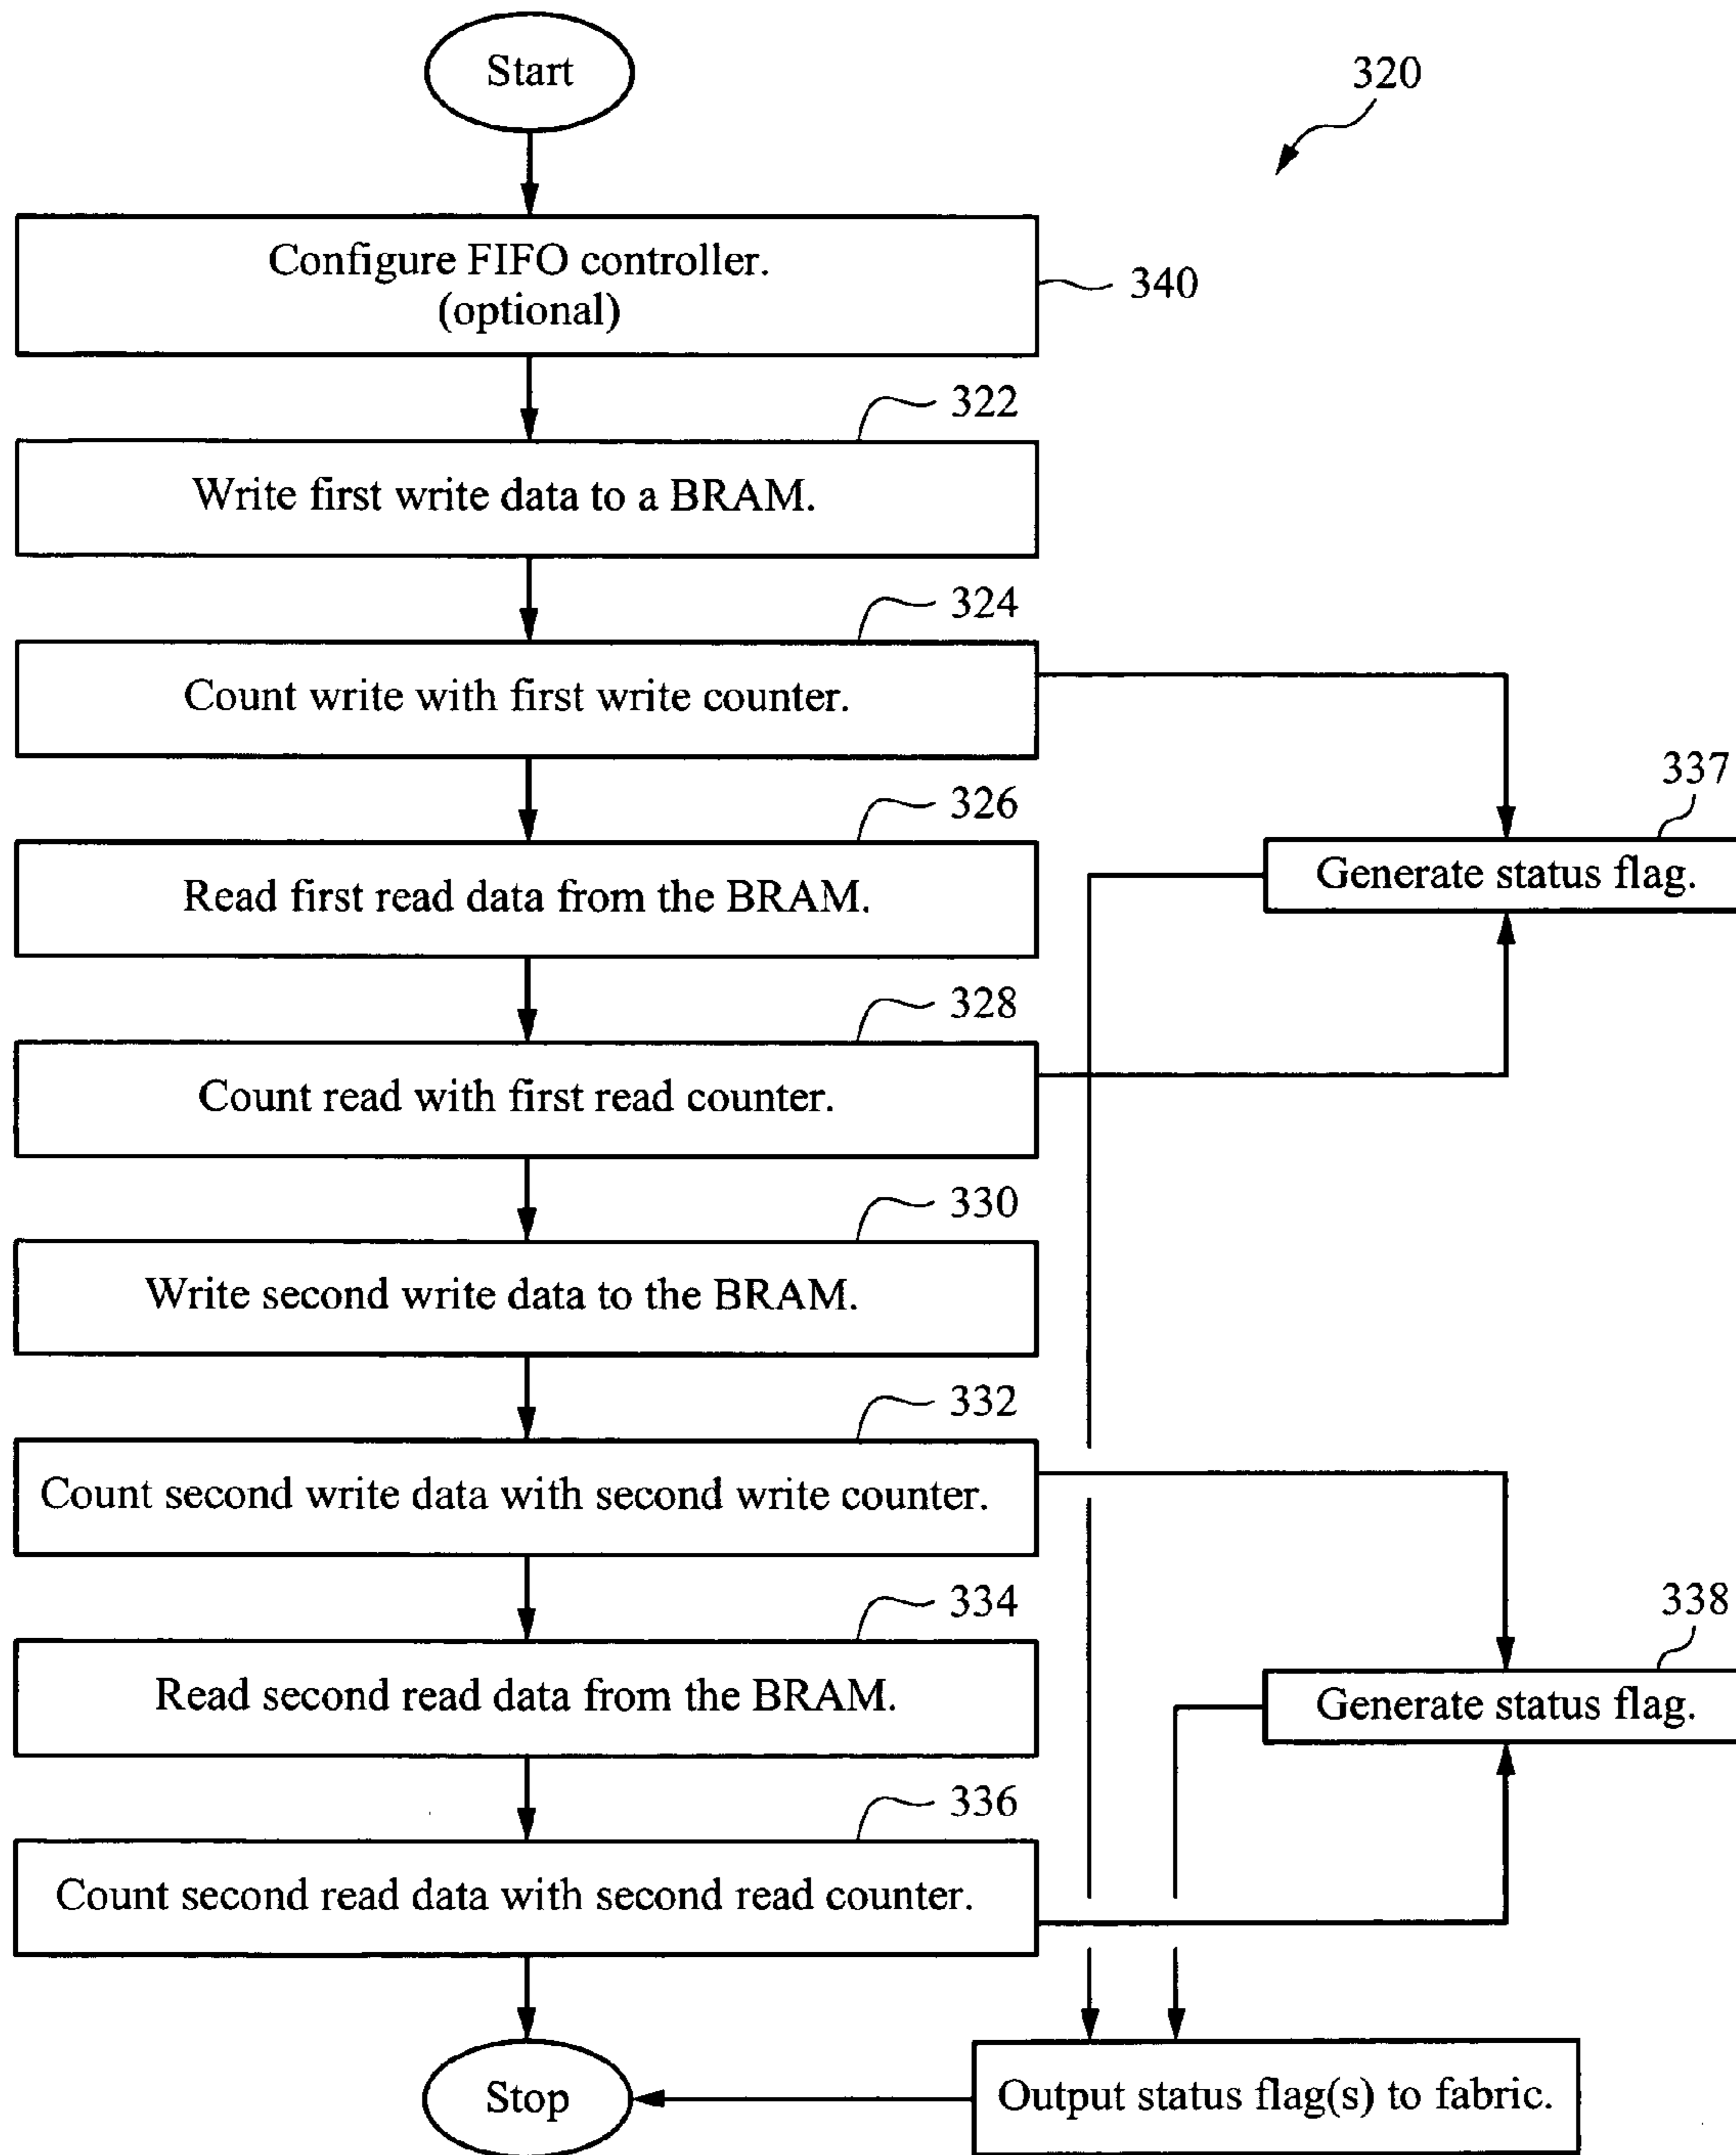 Start
320
Configure FIFO controller.
(optional)
340
322
Write first write data to a BRAM.
324
Count write with first write counter.
337
326
Generate status flag.
Read first read data from the BRAM.
328
Count read with first read counter.
330
Write second write data to the BRAM.
332
Count second write data with second write counter.
334
338
Read second read data from the BRAM.
Generate status flag.
336
Count second read data with second read counter.
Stop
Output status flag(s) to fabric.